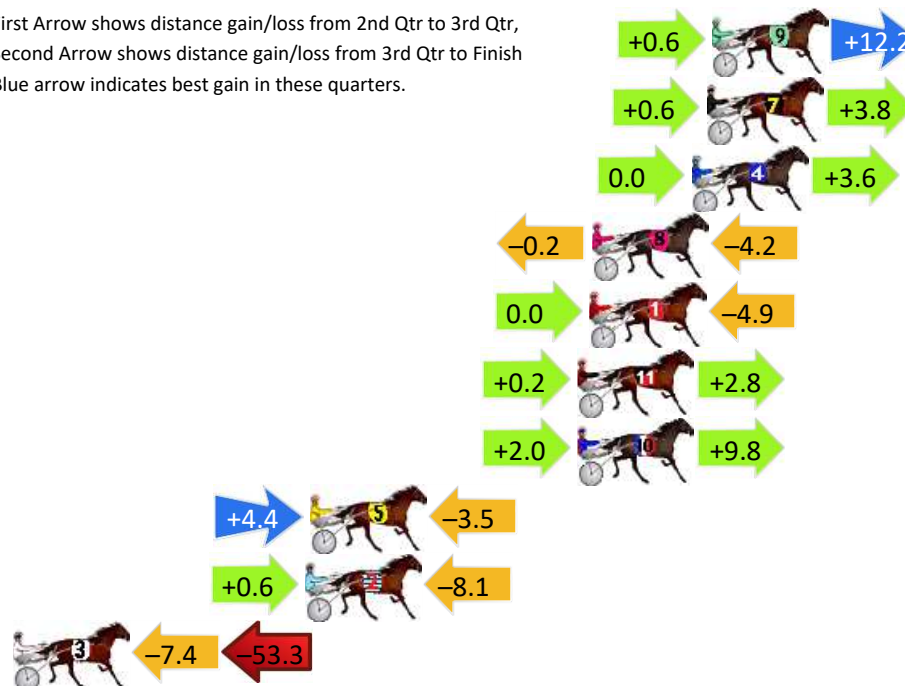 irst Arrow shows distance gain/loss from 2nd Qtr to 3rd Qtr,
econd Arrow shows distance gain/loss from 3rd Qtr to Finish
lue arrow indicates best gain in these quarters.
+0.6 9 +12.2
+0.6 7 +3.8
0.0 4 +3.6
–0.2 8 –4.2
0.0 1 –4.9
+0.2 11 +2.8
+2.0 10 +9.8
+4.4 5 –3.5
+0.6 2 –8.1
3 –7.4 –53.3